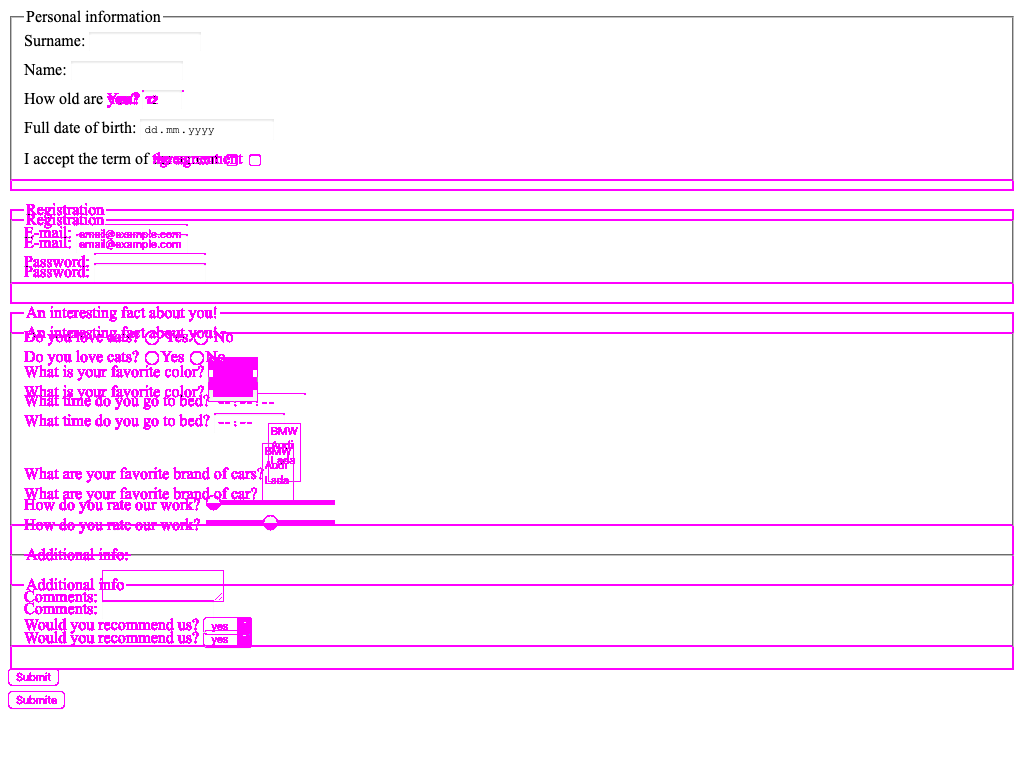 Personal information
Surname:
Name:
How old are you? 12
Full date of birth: dd.mm.yyyy
I accept the term of
Registration
Registration
E-mail: email@example.com
E-mail: email@example.com
Password:
Password:
An interesting fact about you!
An interesting fact about you!
Do you love cats? Yes No
Do you love cats? Yes No
What is your favorite color?
What is your favorite color?
What time do you go to bed? --:--:--
What time do you go to bed? --:--
BMW
Audi
Lada
BMW
Audi
Lada
What are your favorite brand of cars?
What are your favorite brand of car?
How do you rate our work?
How do you rate our work?
Additional info:
Additional info
Comments:
Comments:
Would you recommend us? yes
Would you recommend us? yes
Submit
Submite